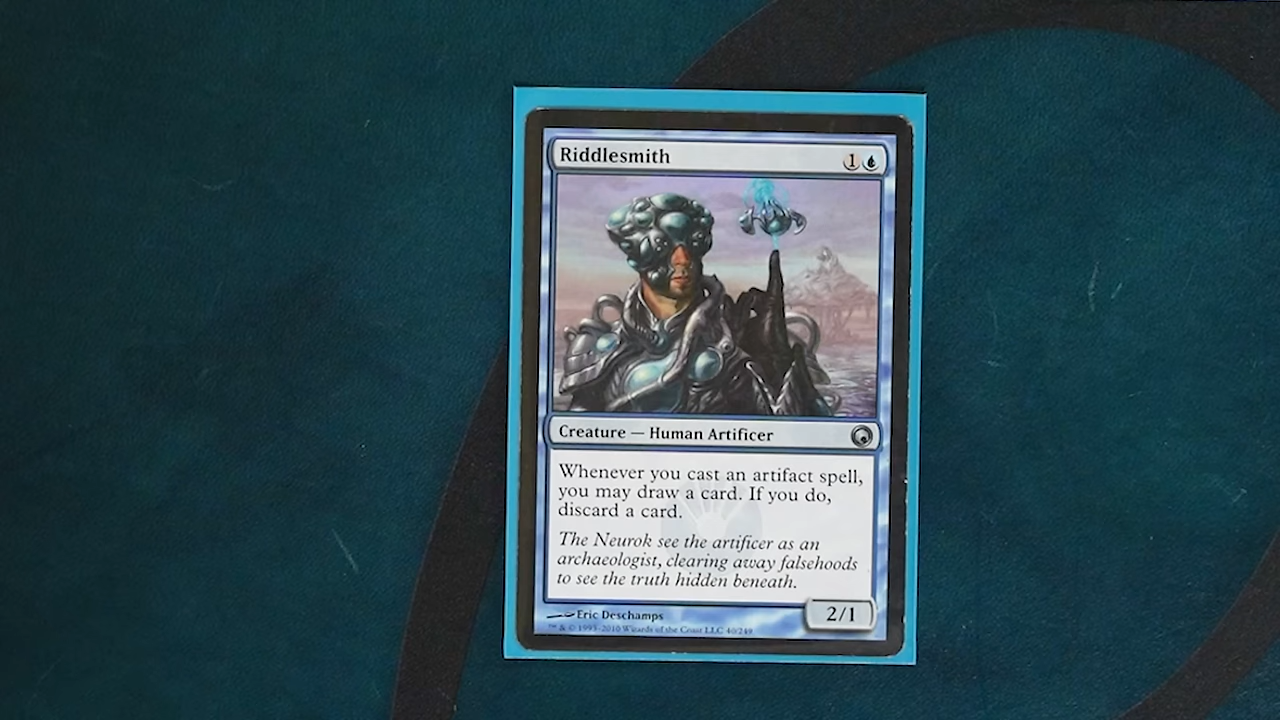 Riddlesmith 1
Creature — Human Artificer
Whenever you cast an artifact spell,
you may draw a card. If you do,
discard a card.
The Neurok see the artificer as an
archaeologist, clearing away falsehoods
to see the truth hidden beneath.
Eric Deschamps
2/1
™ & © 1993–2010 Wizards of the Coast LLC 40/249